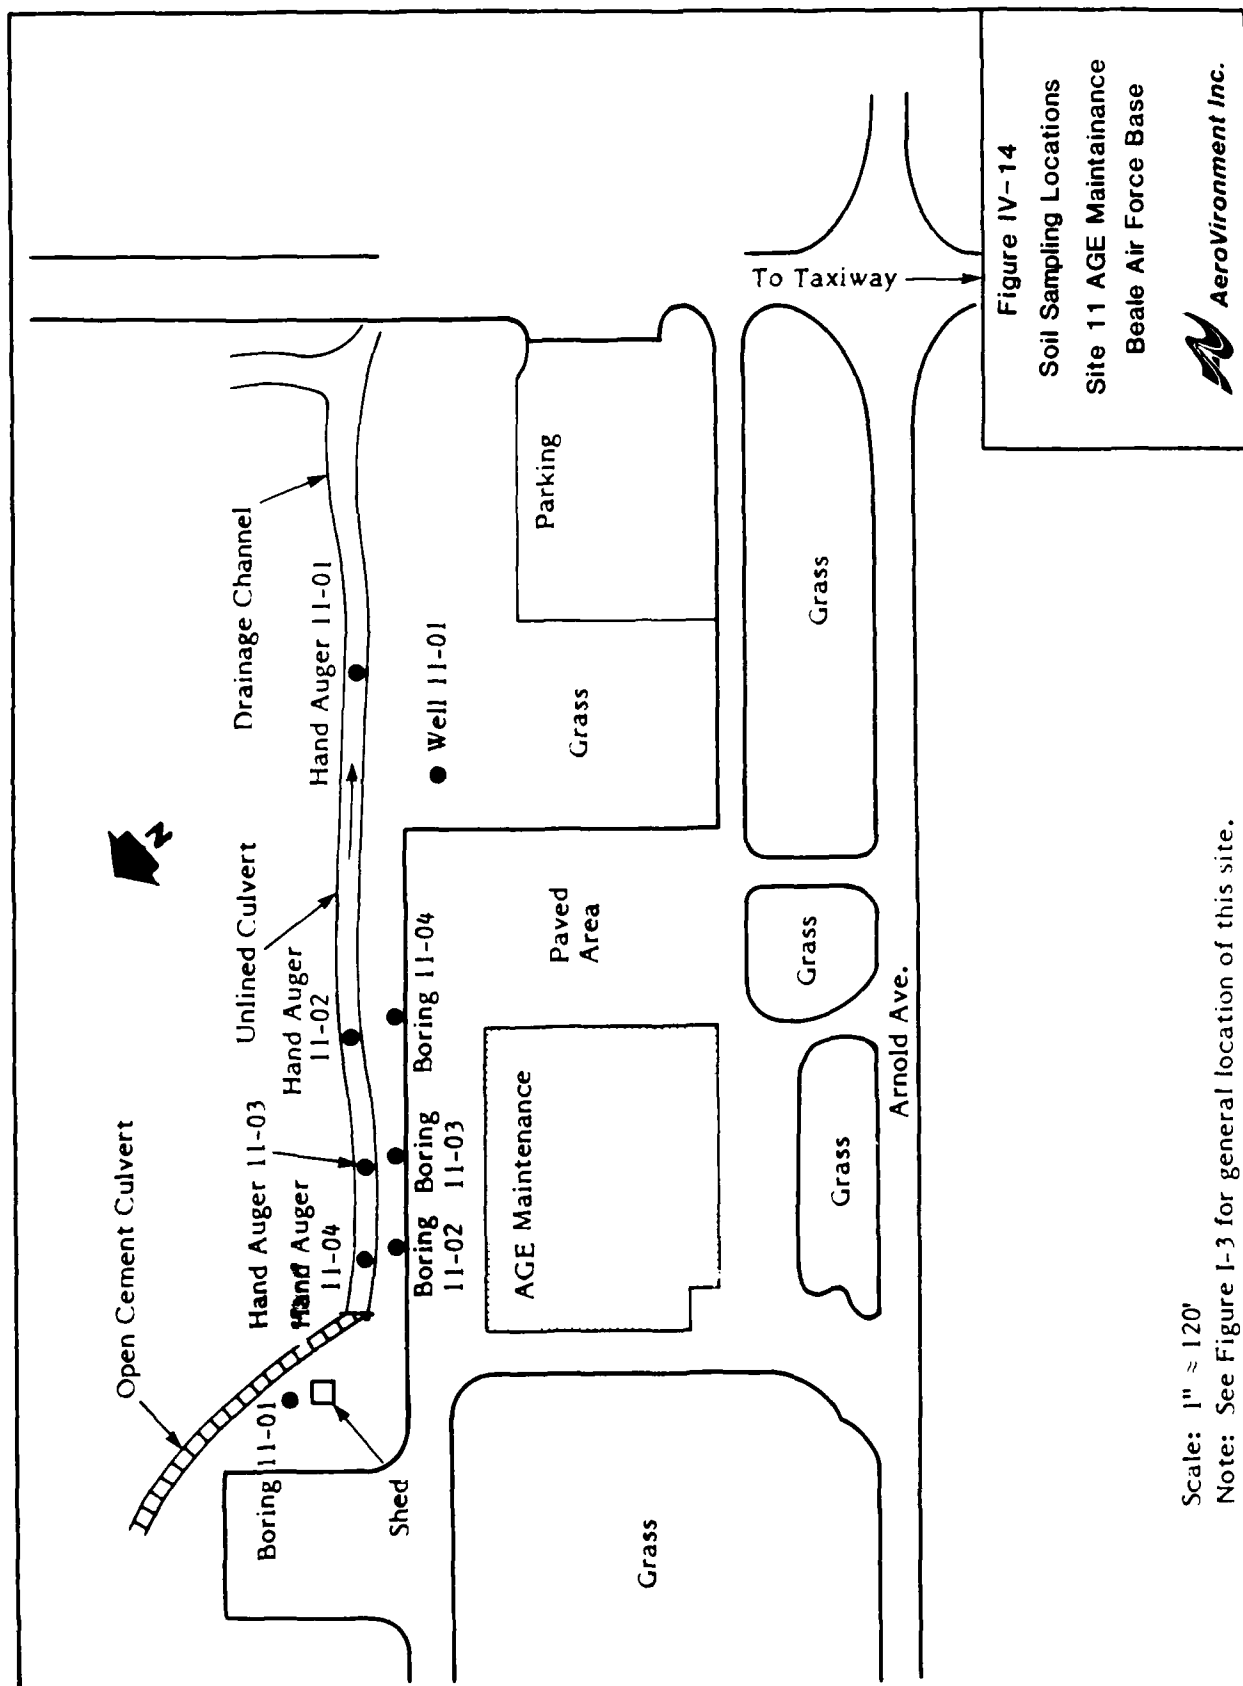 Open Cement Culvert
Hand Auger 11-03
Hand Auger
11-04
Hand Auger
11-02
Unlined Culvert
Hand Auger 11-01
Drainage Channel
N
Boring 11-01
Shed
Boring
11-02
Boring
11-03
Boring 11-04
Well 11-01
AGE Maintenance
Paved
Area
Grass
Parking
Grass
Grass
Grass
Grass
Arnold Ave.
To Taxiway
Scale: 1" ≈ 120'
Note: See Figure I-3 for general location of this site.
Figure IV-14
Soil Sampling Locations
Site 11 AGE Maintainance
Beale Air Force Base
AeroVironment Inc.